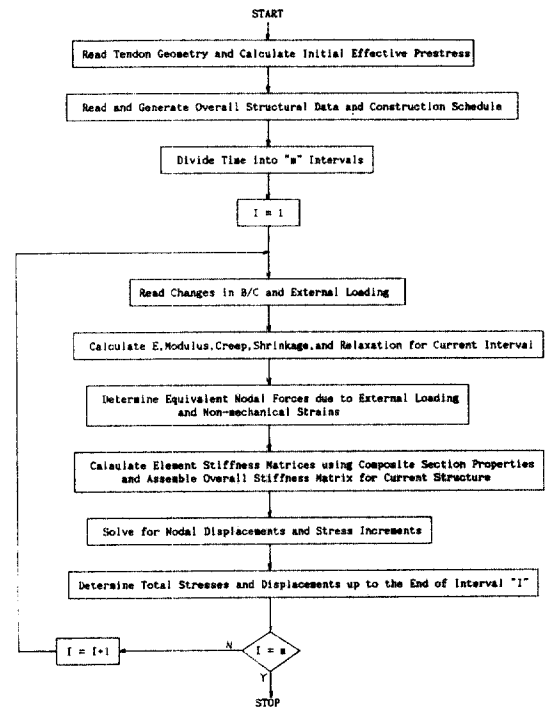 START
Read Tendon Geometry and Calculate Initial Effective Prestress
Read and Generate Overall Structural Data and Construction Schedule
Divide Time into "m" Intervals
I = 1
Read Changes in B/C and External Loading
Calculate E.Modulus,Creep,Shrinkage,and Relaxation for Current Interval
Determine Equivalent Nodal Forces due to External Loading
and Non-mechanical Strains
Calaulate Element Stiffness Matrices using Composite Section Properties
and Assemble Overall Stiffness Matrix for Current Structure
Solve for Nodal Displacements and Stress Increments
Determine Total Stresses and Displacements up to the End of Interval "I"
I = I+1
N
I = m
Y
STOP